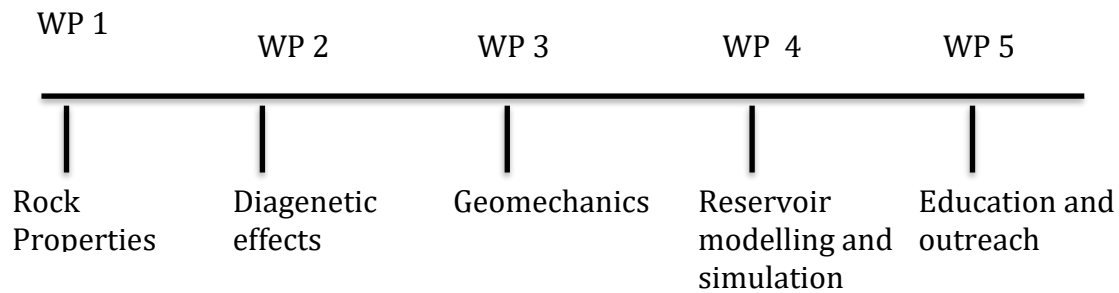 WP 1
WP 2
WP 3
WP 4
WP 5
Rock
Properties
Diagenetic
effects
Geomechanics
Reservoir
modelling and
simulation
Education and
outreach